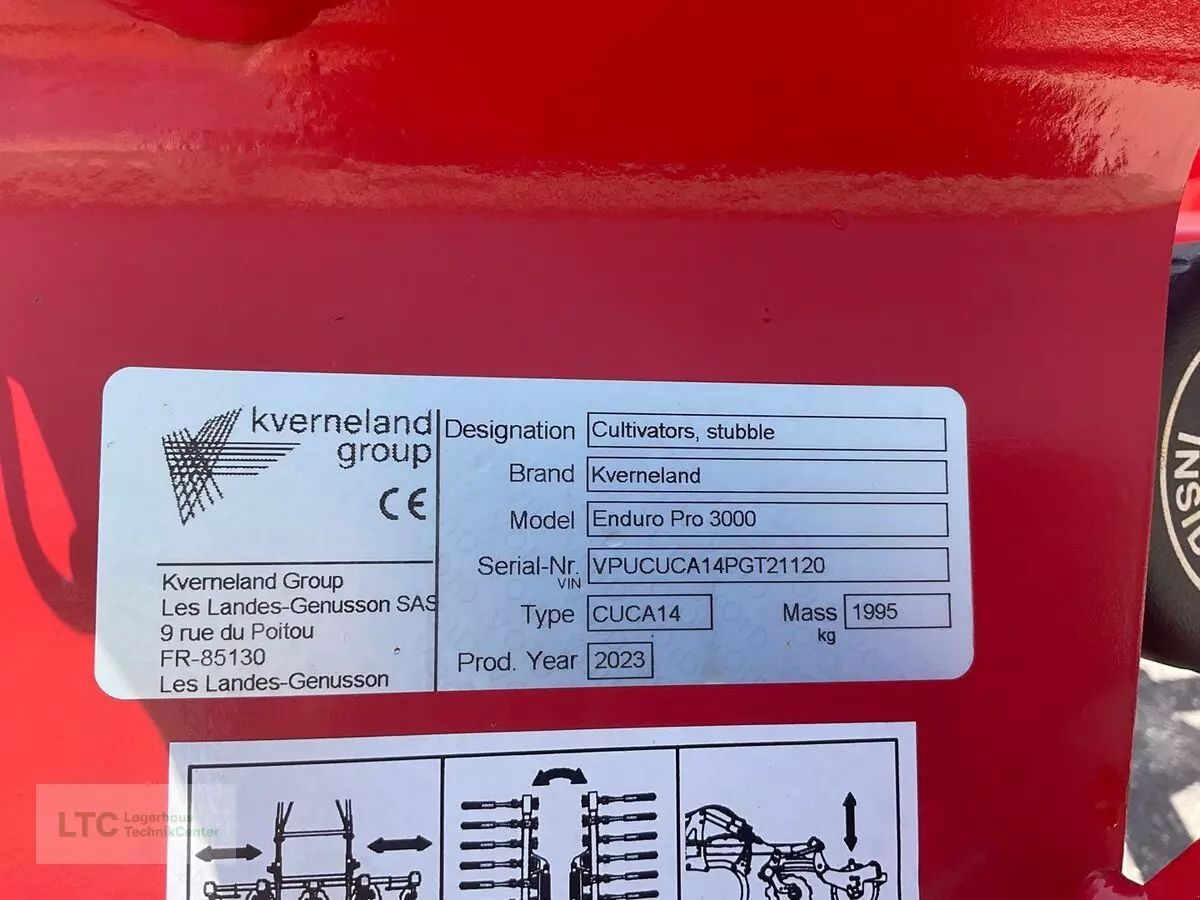 kverneland
group
CE
Kverneland Group
Les Landes-Genusson SAS
9 rue du Poitou
FR-85130
Les Landes-Genusson
Designation Cultivators, stubble
Brand Kverneland
Model Enduro Pro 3000
Serial-Nr. VIN VPUCUCA14PGT21120
Type CUCA14 Mass kg 1995
Prod. Year 2023
LTC Lagerhaus
TechnikCenter